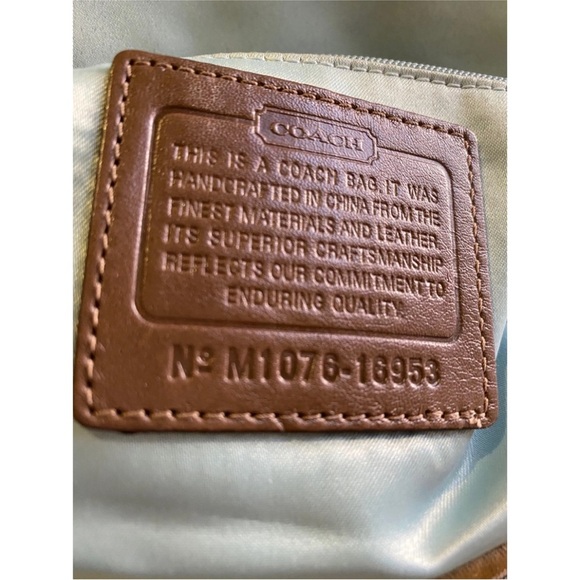 COACH
THIS IS A COACH BAG. IT WAS
HANDCRAFTED IN CHINA FROM THE
FINEST MATERIALS AND LEATHER.
ITS SUPERIOR CRAFTSMANSHIP
REFLECTS OUR COMMITMENT TO
ENDURING QUALITY.
Nº M1076-16953